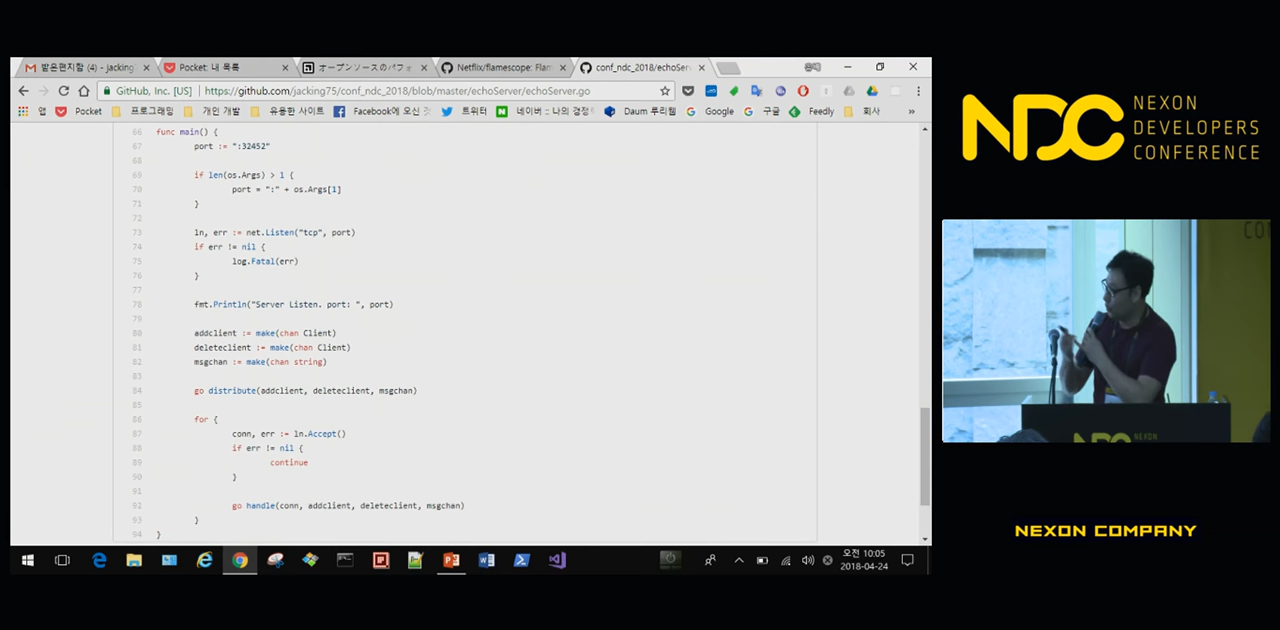 받은편지함 (4) - jacking
Pocket: 내 목록
オープンソースのパフォ
Netflix/flamescope: Flam
conf_ndc_2018/echoSer
GitHub, Inc. [US] | https://github.com/jacking75/conf_ndc_2018/blob/master/echoServer/echoServer.go
앱 Pocket 프로그래밍 개인 개발 유용한 사이트 Facebook에 오신 것 트위터 네이버 :: 나의 경쟁 Daum 루리웹 Google 구글 Feedly 회사 »
66 func main() {
67 port := ":32452"
68
69 if len(os.Args) > 1 {
70 port = ":" + os.Args[1]
71 }
72
73 ln, err := net.Listen("tcp", port)
74 if err != nil {
75 log.Fatal(err)
76 }
77
78 fmt.Println("Server Listen. port: ", port)
79
80 addclient := make(chan Client)
81 deleteclient := make(chan Client)
82 msgchan := make(chan string)
83
84 go distribute(addclient, deleteclient, msgchan)
85
86 for {
87 conn, err := ln.Accept()
88 if err != nil {
89 continue
90 }
91
92 go handle(conn, addclient, deleteclient, msgchan)
93 }
94 }
오전 10:05
2018-04-24
NDC
NEXON
DEVELOPERS
CONFERENCE
CO
NDC NEXON
NEXON COMPANY